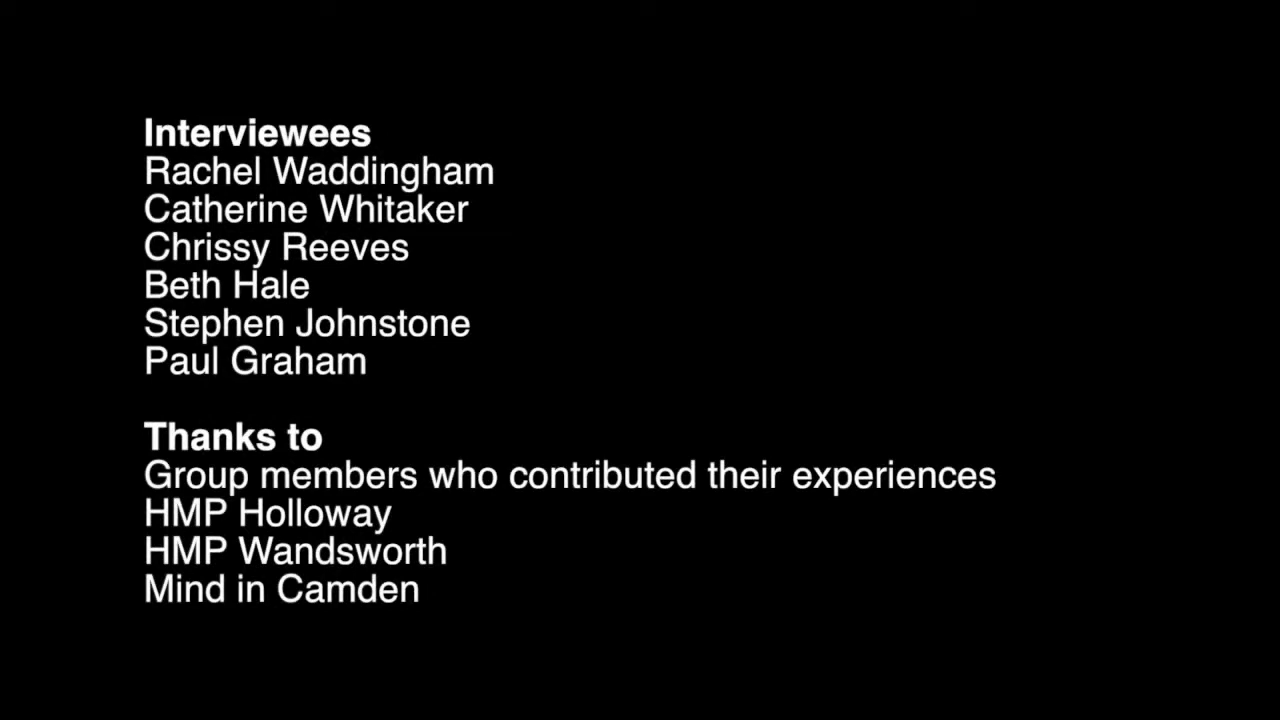 Interviewees
Rachel Waddingham
Catherine Whitaker
Chrissy Reeves
Beth Hale
Stephen Johnstone
Paul Graham
Thanks to
Group members who contributed their experiences
HMP Holloway
HMP Wandsworth
Mind in Camden